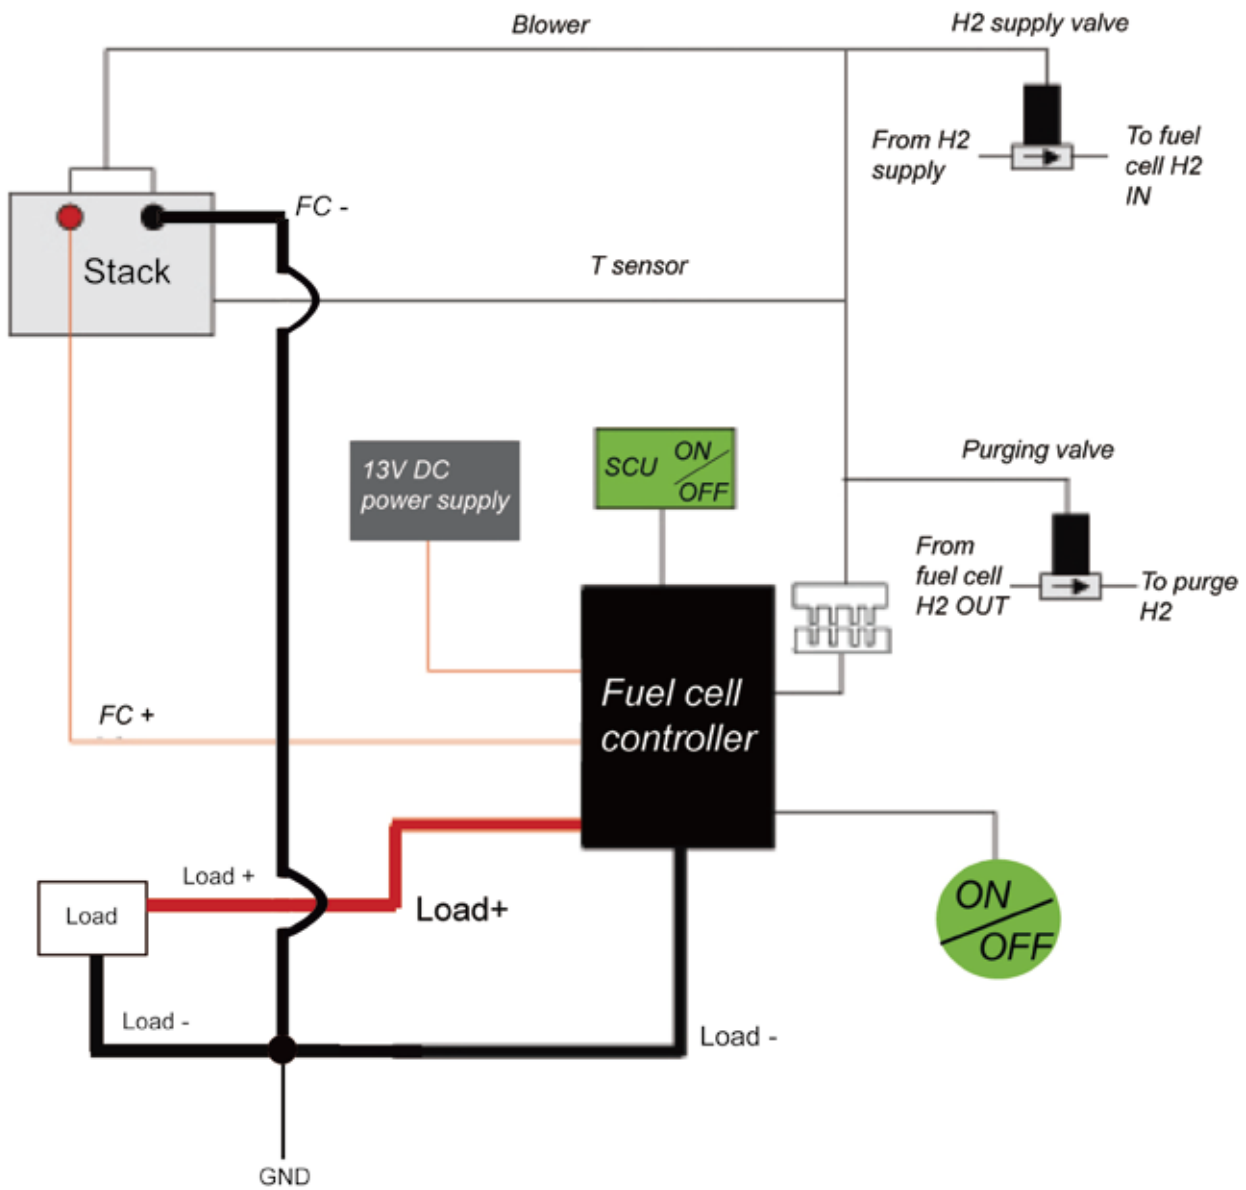 Blower
H2 supply valve
From H2
supply
To fuel
cell H2
IN
FC -
Stack
T sensor
13V DC
power supply
SCU ON
OFF
Purging valve
From
fuel cell
H2 OUT
To purge
H2
Fuel cell
controller
FC +
Load +
Load+
Load
ON
OFF
Load -
Load -
GND